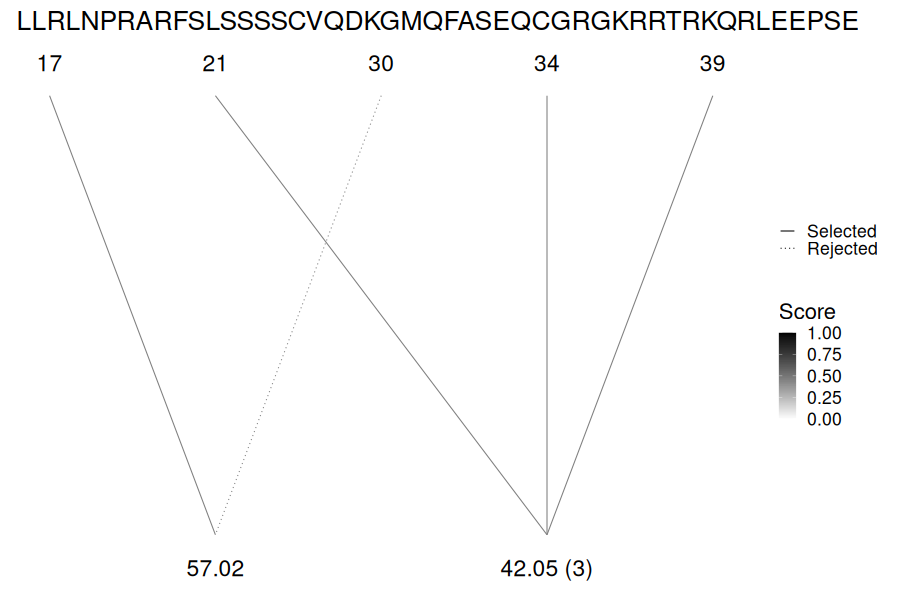 LLRLNPRARFSLSSSSCVQDKGMQFASEQCGRGKRRTRKQRLEEPSE
17 21 30 34 39
Selected
Rejected
Score
1.00
0.75
0.50
0.25
0.00
57.02 42.05 (3)